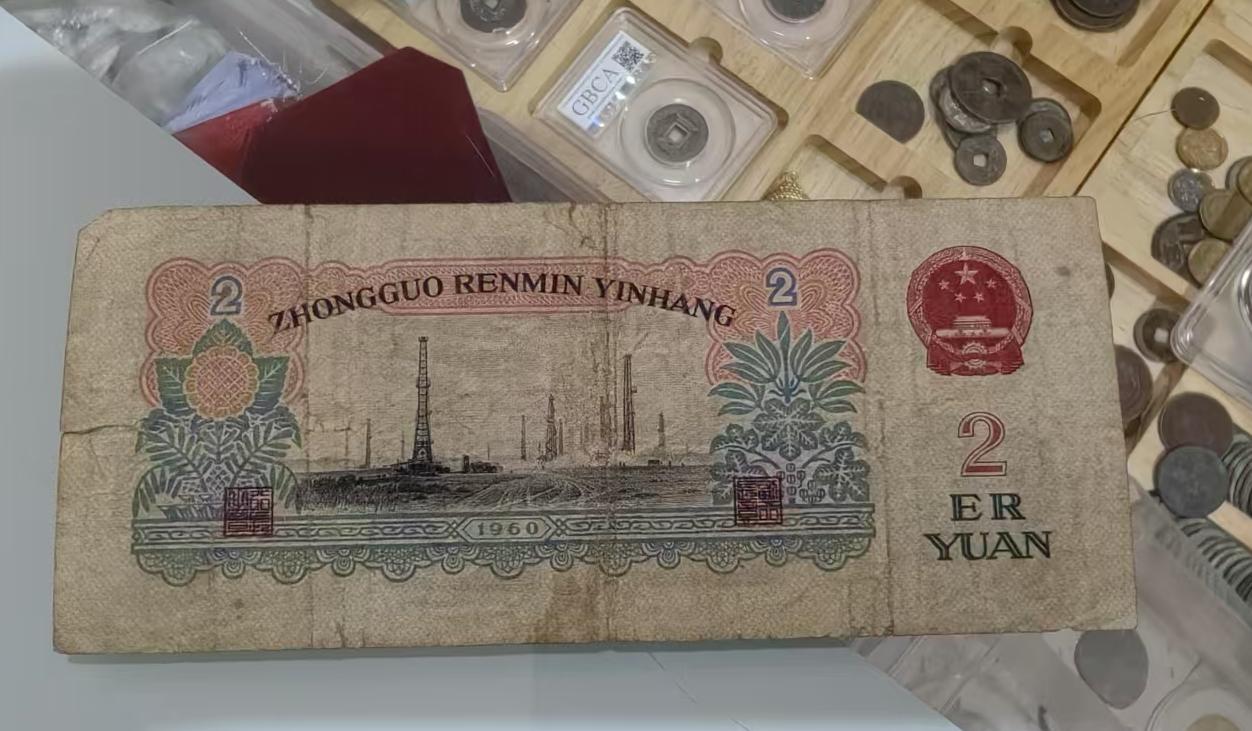 GBCA
2
2
ZHONGGUO RENMIN YINHANG
1960
2
ER
YUAN